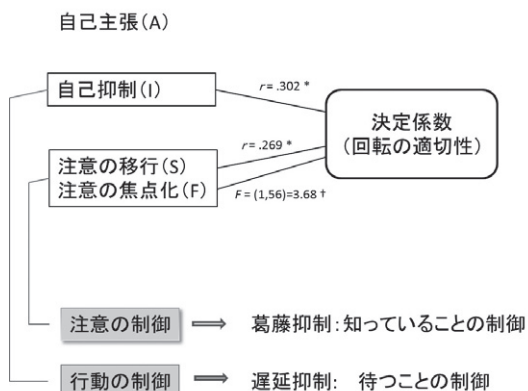 自己主張(A)
自己抑制(I)
r= .302 *
決定係数
(回転の適切性)
r= .269 *
注意の移行(S)
注意の焦点化(F)
F = (1,56)=3.68 †
注意の制御 ⇒ 葛藤抑制：知っていることの制御
行動の制御 ⇒ 遅延抑制： 待つことの制御